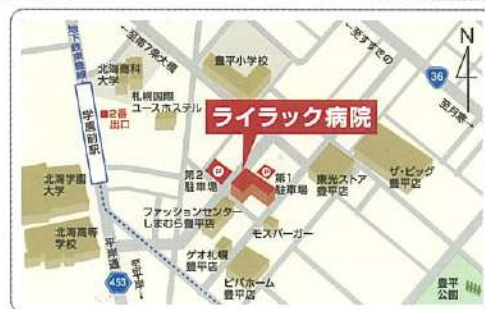 地下鉄東豊線
←至南7条大橋
豊平小学校
←至すすきの
N
36
至月寒→
北海商科
大学
札幌国際
ユースホステル
■2番
出口
学園前駅
ライラック病院
第2
駐車場
P
P
第1
駐車場
東光ストア
豊平店
ザ・ビッグ
豊平店
北海学園
大学
ファッションセンター
しまむら豊平店
モスバーガー
北海高等
学校
平岸通
ゲオ札幌
豊平店
453
至平岸→
ビバホーム
豊平店
豊平
公園